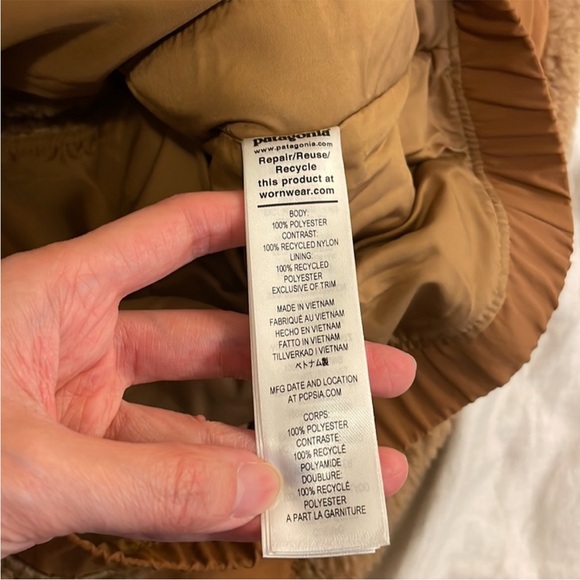 patagonia
www.patagonia.com
Repair/Reuse/
Recycle
this product at
wornwear.com
BODY:
100% POLYESTER
CONTRAST:
100% RECYCLED NYLON
LINING:
100% RECYCLED
POLYESTER
EXCLUSIVE OF TRIM
MADE IN VIETNAM
FABRIQUÉ AU VIETNAM
HECHO EN VIETNAM
FATTO IN VIETNAM
TILLVERKAD I VIETNAM
ベトナム製
MFG DATE AND LOCATION
AT PCPSIA.COM
CORPS:
100% POLYESTER
CONTRASTE:
100% RECYCLÉ
POLYAMIDE
DOUBLURE:
100% RECYCLÉ
POLYESTER
A PART LA GARNITURE